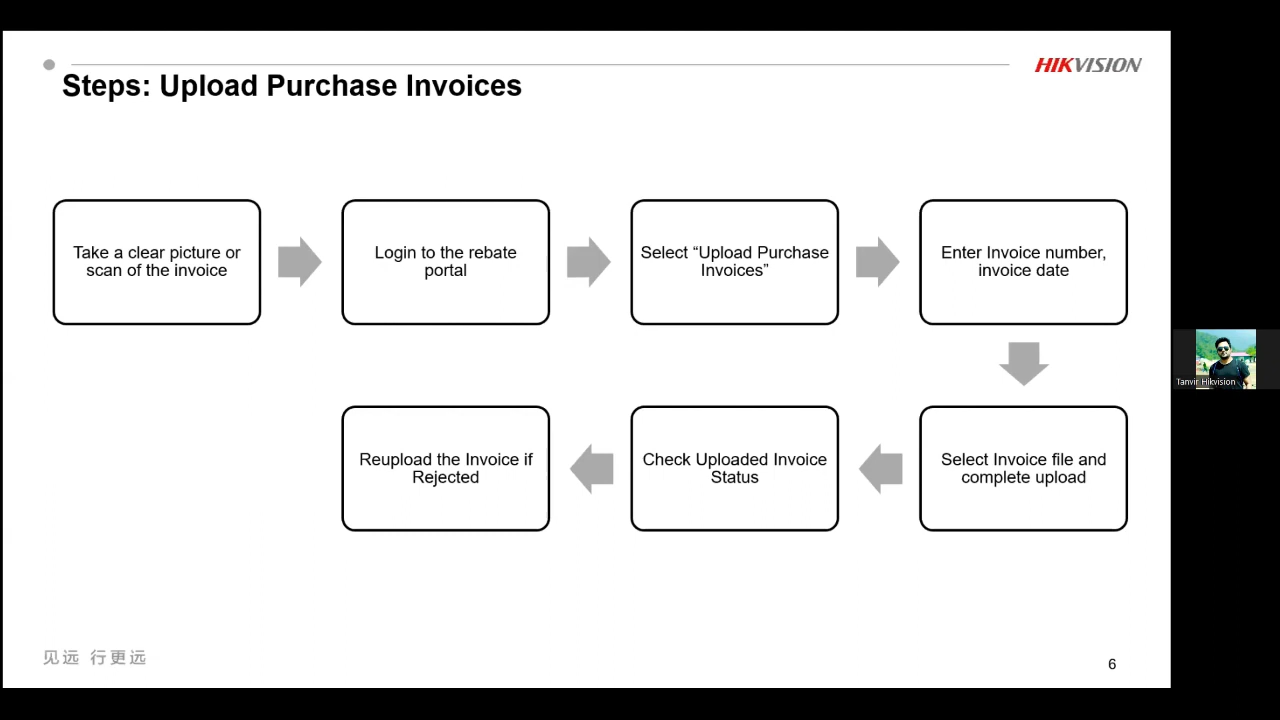 HIKVISION
Steps: Upload Purchase Invoices
Take a clear picture or
scan of the invoice
Login to the rebate
portal
Select “Upload Purchase
Invoices”
Enter Invoice number,
invoice date
Select Invoice file and
complete upload
Check Uploaded Invoice
Status
Reupload the Invoice if
Rejected
Tanvir Hikvision
见远 行更远
6